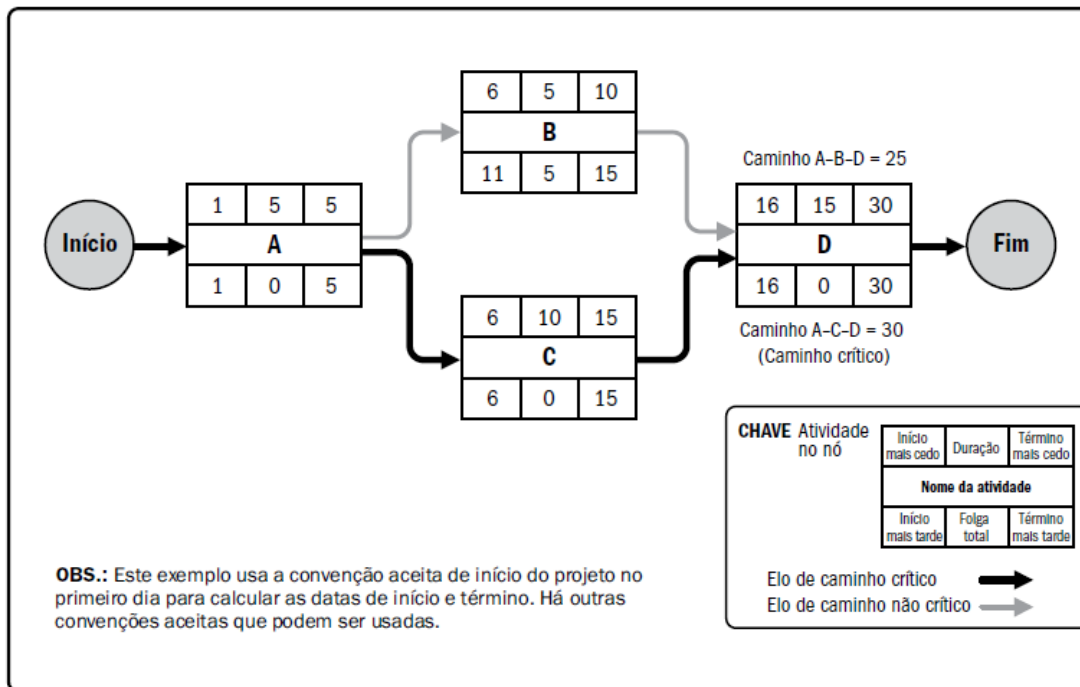 6 5 10
B
11 5 15
Caminho A-B-D = 25
Início
1 5 5
A
1 0 5
16 15 30
D
16 0 30
Fim
6 10 15
C
6 0 15
Caminho A-C-D = 30
(Caminho crítico)
CHAVE Atividade
no nó
Início
mais cedo
Duração
Término
mais cedo
Nome da atividade
Início
mais tarde
Folga
total
Término
mais tarde
Elo de caminho crítico
Elo de caminho não crítico
OBS.: Este exemplo usa a convenção aceita de início do projeto no
primeiro dia para calcular as datas de início e término. Há outras
convenções aceitas que podem ser usadas.